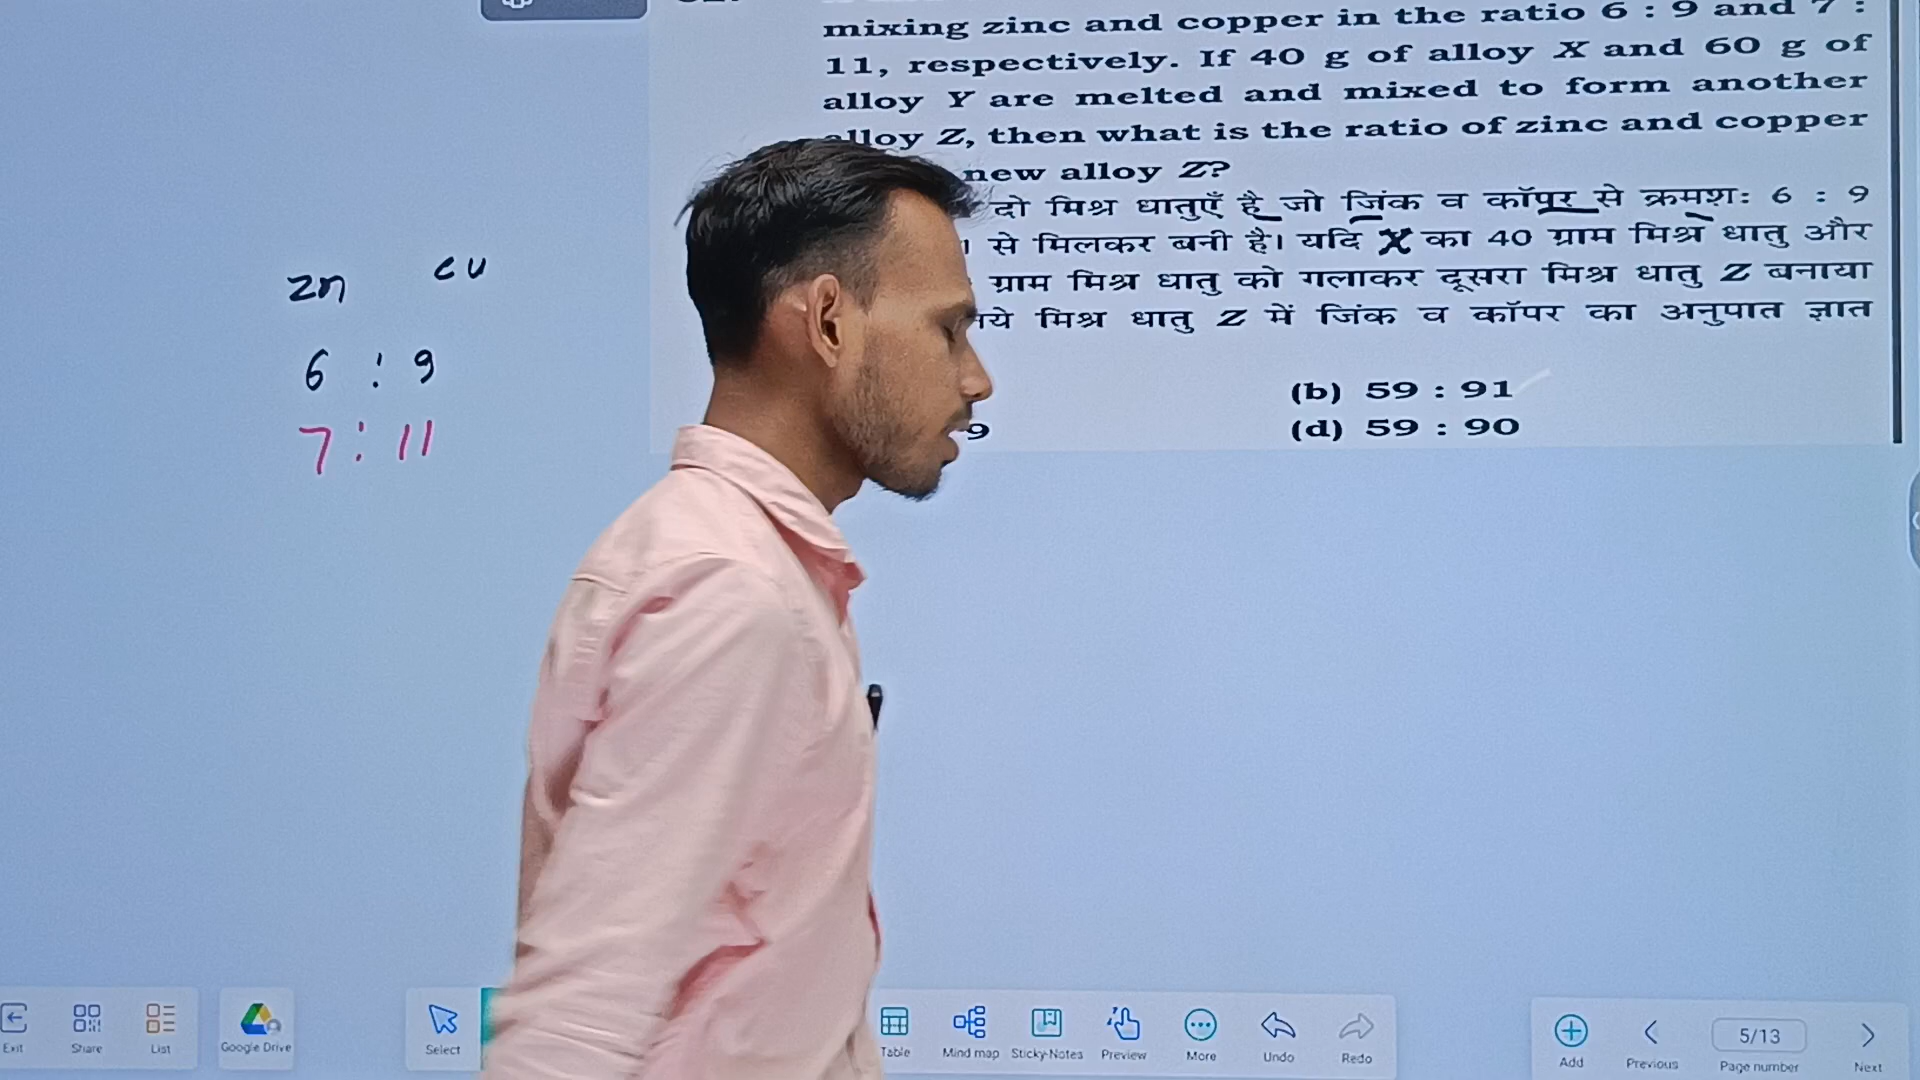 mixing zinc and copper in the ratio 6 : 9 and 7 :
11, respectively. If 40 g of alloy X and 60 g of
alloy Y are melted and mixed to form another
alloy Z, then what is the ratio of zinc and copper
new alloy Z?
दो मिश्र धातुएँ है जो जिंक व कॉपर से क्रमश: 6 : 9
से मिलकर बनी है। यदि X का 40 ग्राम मिश्र धातु और
ग्राम मिश्र धातु को गलाकर दूसरा मिश्र धातु Z बनाया
मिश्र धातु Z में जिंक व कॉपर का अनुपात ज्ञात
(b) 59 : 91
9
(d) 59 : 90
Zn cu
6 : 9
7 : 11
Exit Share List Google Drive Select Table Mind map Sticky-Notes Preview More Undo Redo Add Previous 5/13 Page number Next